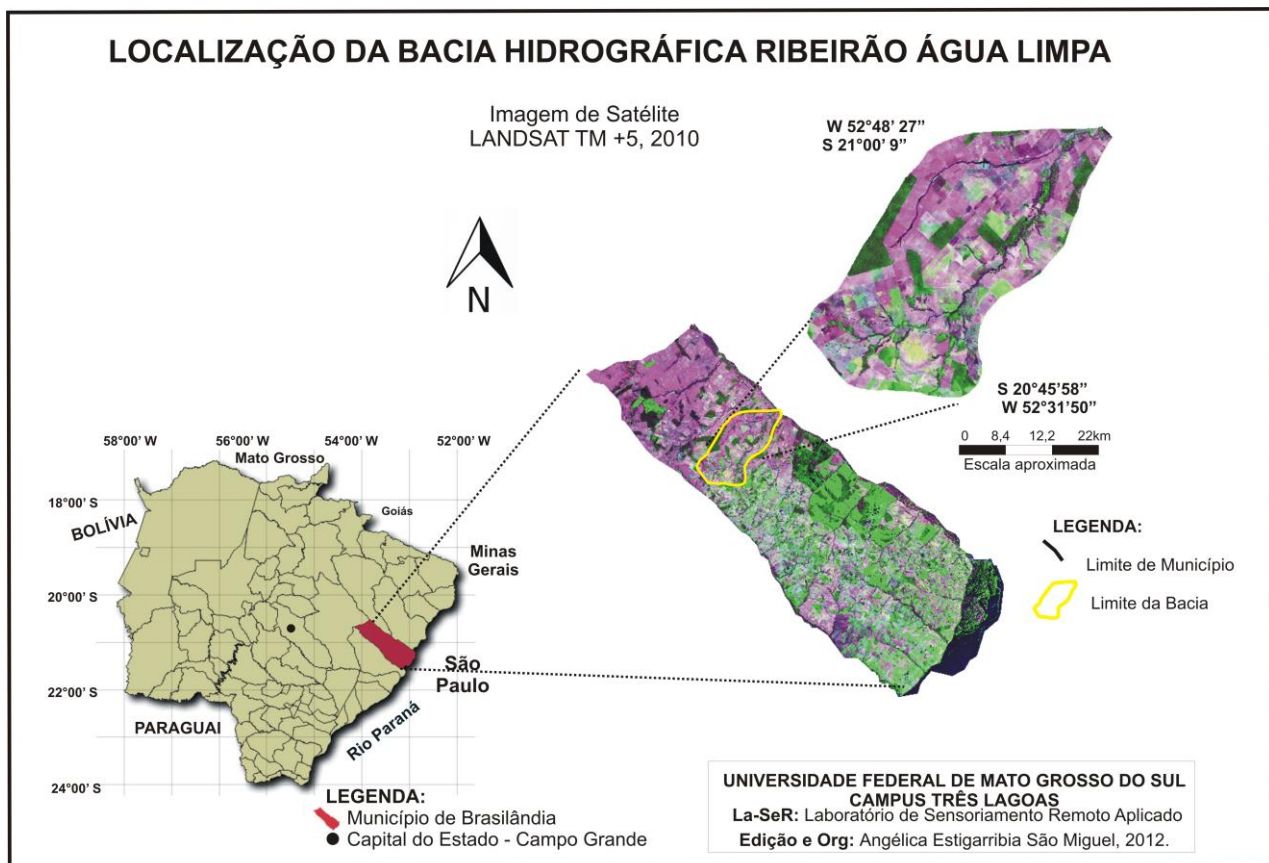 LOCALIZAÇÃO DA BACIA HIDROGRÁFICA RIBEIRÃO ÁGUA LIMPA
Imagem de Satélite
LANDSAT TM +5, 2010
W 52°48' 27”
S 21°00' 9”
N
S 20°45'58”
W 52°31'50”
0 8,4 12,2 22km
Escala aproximada
58°00' W 56°00' W 54°00' W 52°00' W
Mato Grosso
18°00' S
Goiás
BOLÍVIA
Minas
Gerais
20°00' S
São
Paulo
22°00' S
PARAGUAI
Rio Paraná
24°00' S
LEGENDA:
Limite de Município
Limite da Bacia
LEGENDA:
Município de Brasilândia
Capital do Estado - Campo Grande
UNIVERSIDADE FEDERAL DE MATO GROSSO DO SUL
CAMPUS TRÊS LAGOAS
La-SeR: Laboratório de Sensoriamento Remoto Aplicado
Edição e Org: Angélica Estigarribia São Miguel, 2012.